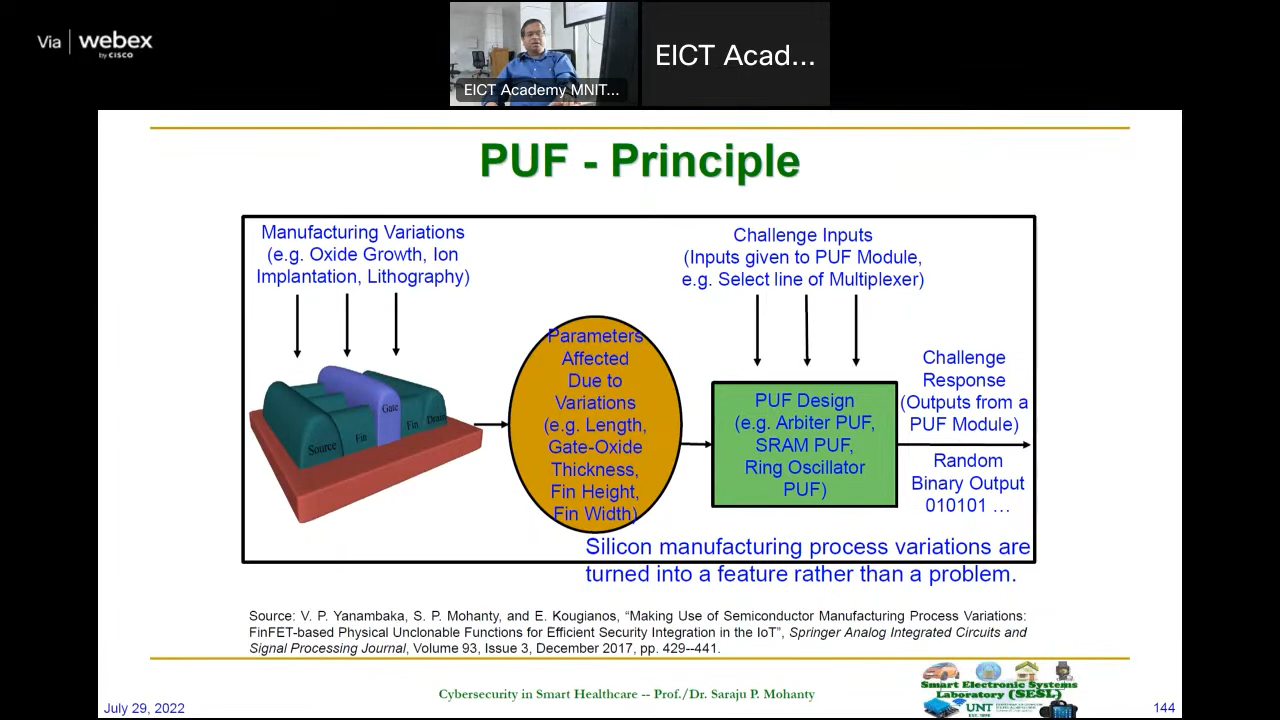 Via | webex
by CISCO
EICT Academy MNIT...
EICT Acad...
PUF - Principle
Manufacturing Variations
(e.g. Oxide Growth, Ion
Implantation, Lithography)
Challenge Inputs
(Inputs given to PUF Module,
e.g. Select line of Multiplexer)
Source
Fin
Gate
Fin
Drain
Parameters
Affected
Due to
Variations
(e.g. Length,
Gate-Oxide
Thickness,
Fin Height,
Fin Width)
PUF Design
(e.g. Arbiter PUF,
SRAM PUF,
Ring Oscillator
PUF)
Challenge
Response
(Outputs from a
PUF Module)
Random
Binary Output
010101 ...
Silicon manufacturing process variations are
turned into a feature rather than a problem.
Source: V. P. Yanambaka, S. P. Mohanty, and E. Kougianos, “Making Use of Semiconductor Manufacturing Process Variations:
FinFET-based Physical Unclonable Functions for Efficient Security Integration in the IoT”, Springer Analog Integrated Circuits and
Signal Processing Journal, Volume 93, Issue 3, December 2017, pp. 429--441.
July 29, 2022
Cybersecurity in Smart Healthcare -- Prof./Dr. Saraju P. Mohanty
Smart Electronic Systems
Laboratory (SESL)
UNT
144